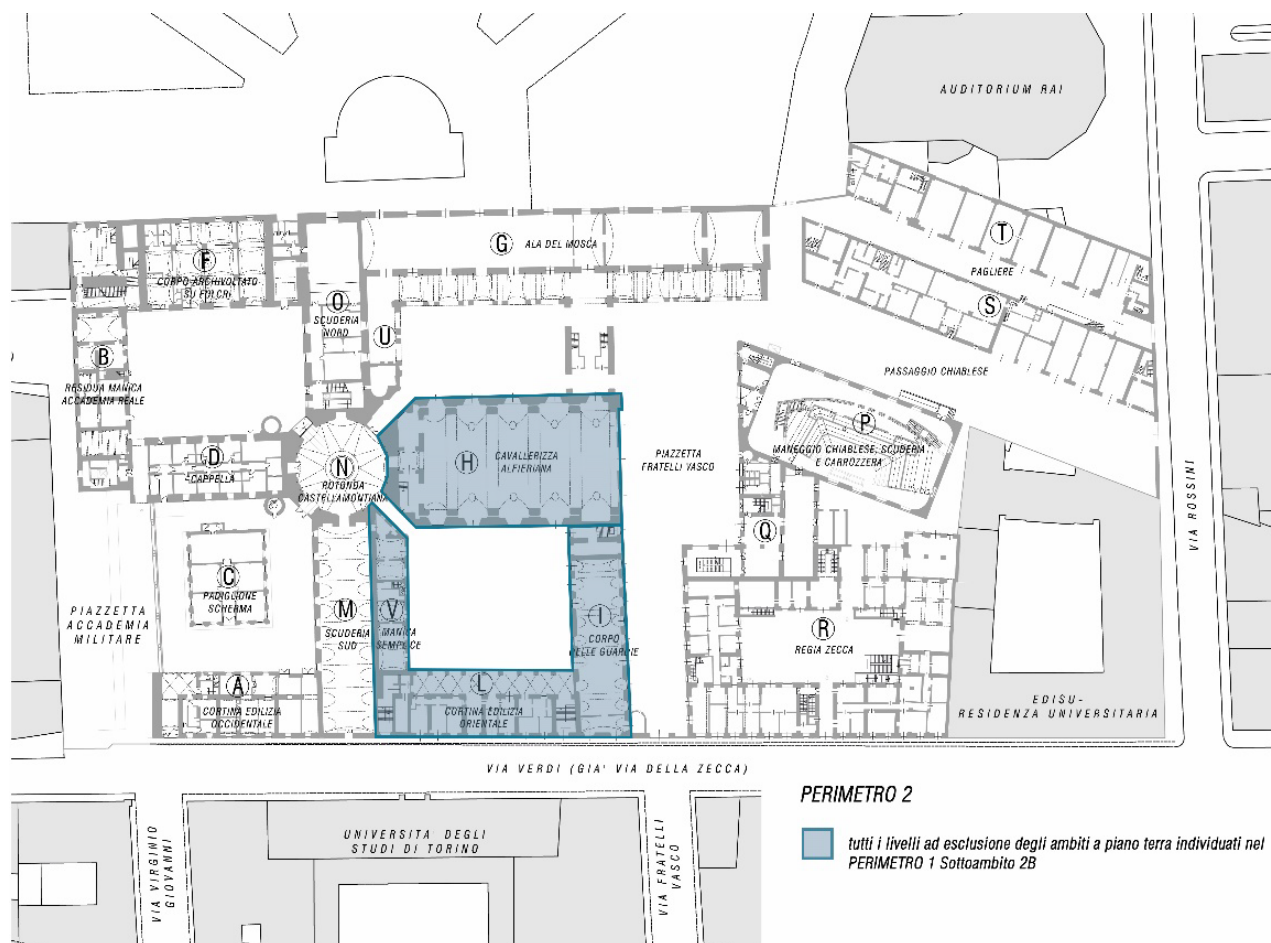 AUDITORIUM RAI
T
PAGLIERE
S
G
ALA DEL MOSCA
F
CORPO ARCHIVOLTATO
SU FOLCRI
O
SCUDERIA
NORD
U
B
RESIDUA MANICA
ACCADEMIA REALE
PASSAGGIO CHIABLESE
P
MANEGGIO CHIABLESE, SCUDERIA
E CARROZZERA
H
CAVALLERIZZA
ALFIERIANA
PIAZZETTA
FRATELLI VASCO
D
CAPPELLA
N
ROTONDA
CASTELLAMONTIANA
VIA ROSSINI
Q
C
PADIGLIONE
SCHERMA
PIAZZETTA
ACCADEMIA
MILITARE
M
SCUDERIA
SUD
V
MANICA
SEMPLICE
I
CORPO
DELLE GUARDIE
R
REGIA ZECCA
A
CORTINA EDILIZIA
OCCIDENTALE
L
CORTINA EDILIZIA
ORIENTALE
EDISU-
RESIDENZA UNIVERSITARIA
VIA VERDI (GIA' VIA DELLA ZECCA)
VIA VIRGINIO
GIOVANNI
UNIVERSITA DEGLI
STUDI DI TORINO
VIA FRATELLI
VASCO
PERIMETRO 2
tutti i livelli ad esclusione degli ambiti a piano terra individuati nel
PERIMETRO 1 Sottoambito 2B